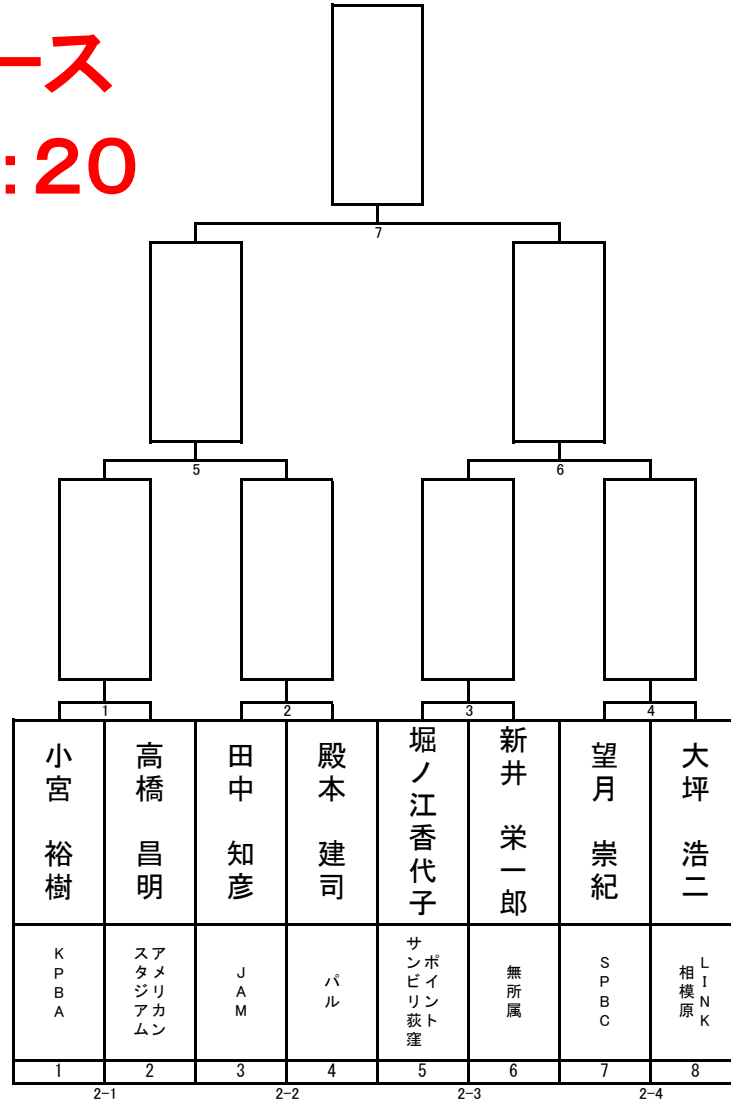 ース
:20
7
5
6
1
2
3
4
小宮 裕樹
高橋 昌明
田中 知彦
殿本 建司
堀ノ江香代子
新井 栄一郎
望月 崇紀
大坪 浩二
KPBA
アメリカン
スタジアム
JAM
パル
ポイント
サンビリ荻窪
無所属
SPBC
LINK
相模原
1
2
3
4
5
6
7
8
2-1
2-2
2-3
2-4